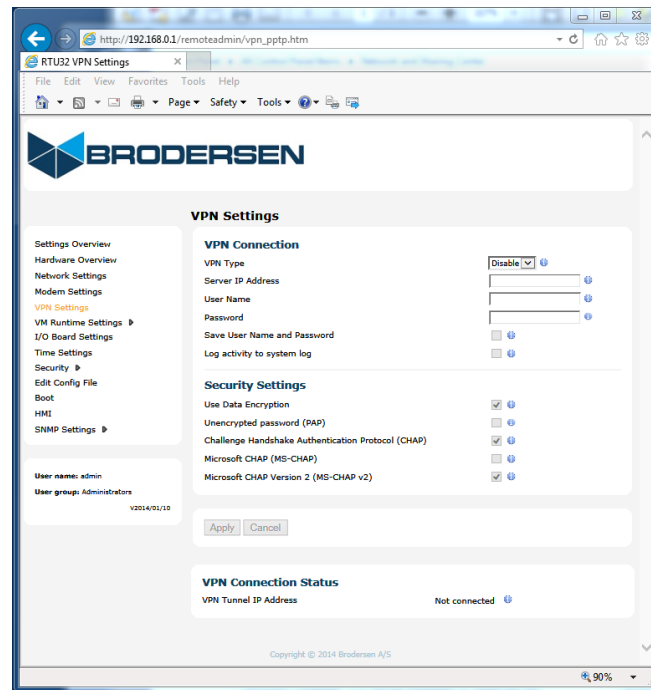 http://192.168.0.1/remoteadmin/vpn_pptp.htm
RTU32 VPN Settings
File Edit View Favorites Tools Help
Page Safety Tools
BRODERSEN
VPN Settings
Settings Overview
Hardware Overview
Network Settings
Modem Settings
VPN Settings
VM Runtime Settings
I/O Board Settings
Time Settings
Security
Edit Config File
Boot
HMI
SNMP Settings
User name: admin
User group: Administrators
V2014/01/10
VPN Connection
VPN Type Disable
Server IP Address
User Name
Password
Save User Name and Password
Log activity to system log
Security Settings
Use Data Encryption
Unencrypted password (PAP)
Challenge Handshake Authentication Protocol (CHAP)
Microsoft CHAP (MS-CHAP)
Microsoft CHAP Version 2 (MS-CHAP v2)
Apply Cancel
VPN Connection Status
VPN Tunnel IP Address Not connected
Copyright © 2014 Brodersen A/S
90%